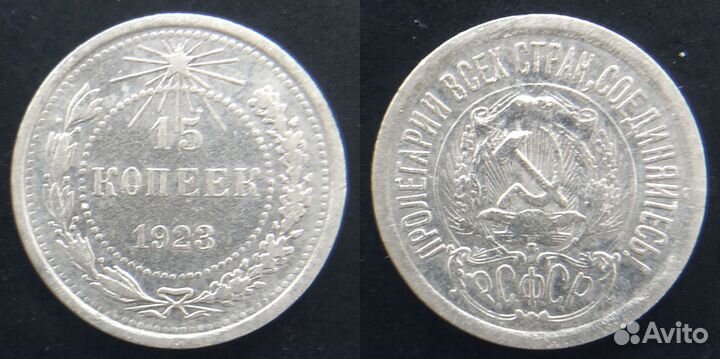 15
КОПЕЕК
1923
ПРОЛЕТАРИИ ВСЕХ СТРАН, СОЕДИНЯЙТЕСЬ!
РСФСР
Avito